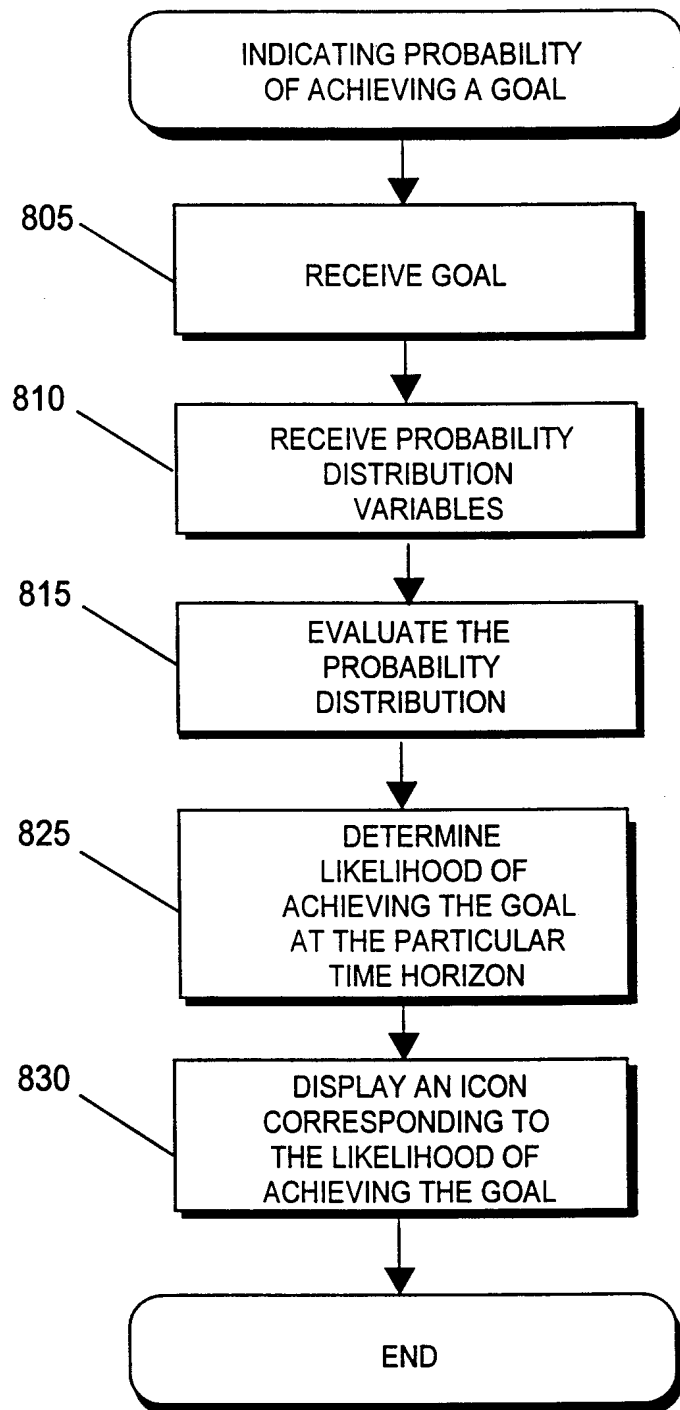 INDICATING PROBABILITY
OF ACHIEVING A GOAL
805
RECEIVE GOAL
810
RECEIVE PROBABILITY
DISTRIBUTION
VARIABLES
815
EVALUATE THE
PROBABILITY
DISTRIBUTION
825
DETERMINE
LIKELIHOOD OF
ACHIEVING THE GOAL
AT THE PARTICULAR
TIME HORIZON
830
DISPLAY AN ICON
CORRESPONDING TO
THE LIKELIHOOD OF
ACHIEVING THE GOAL
END